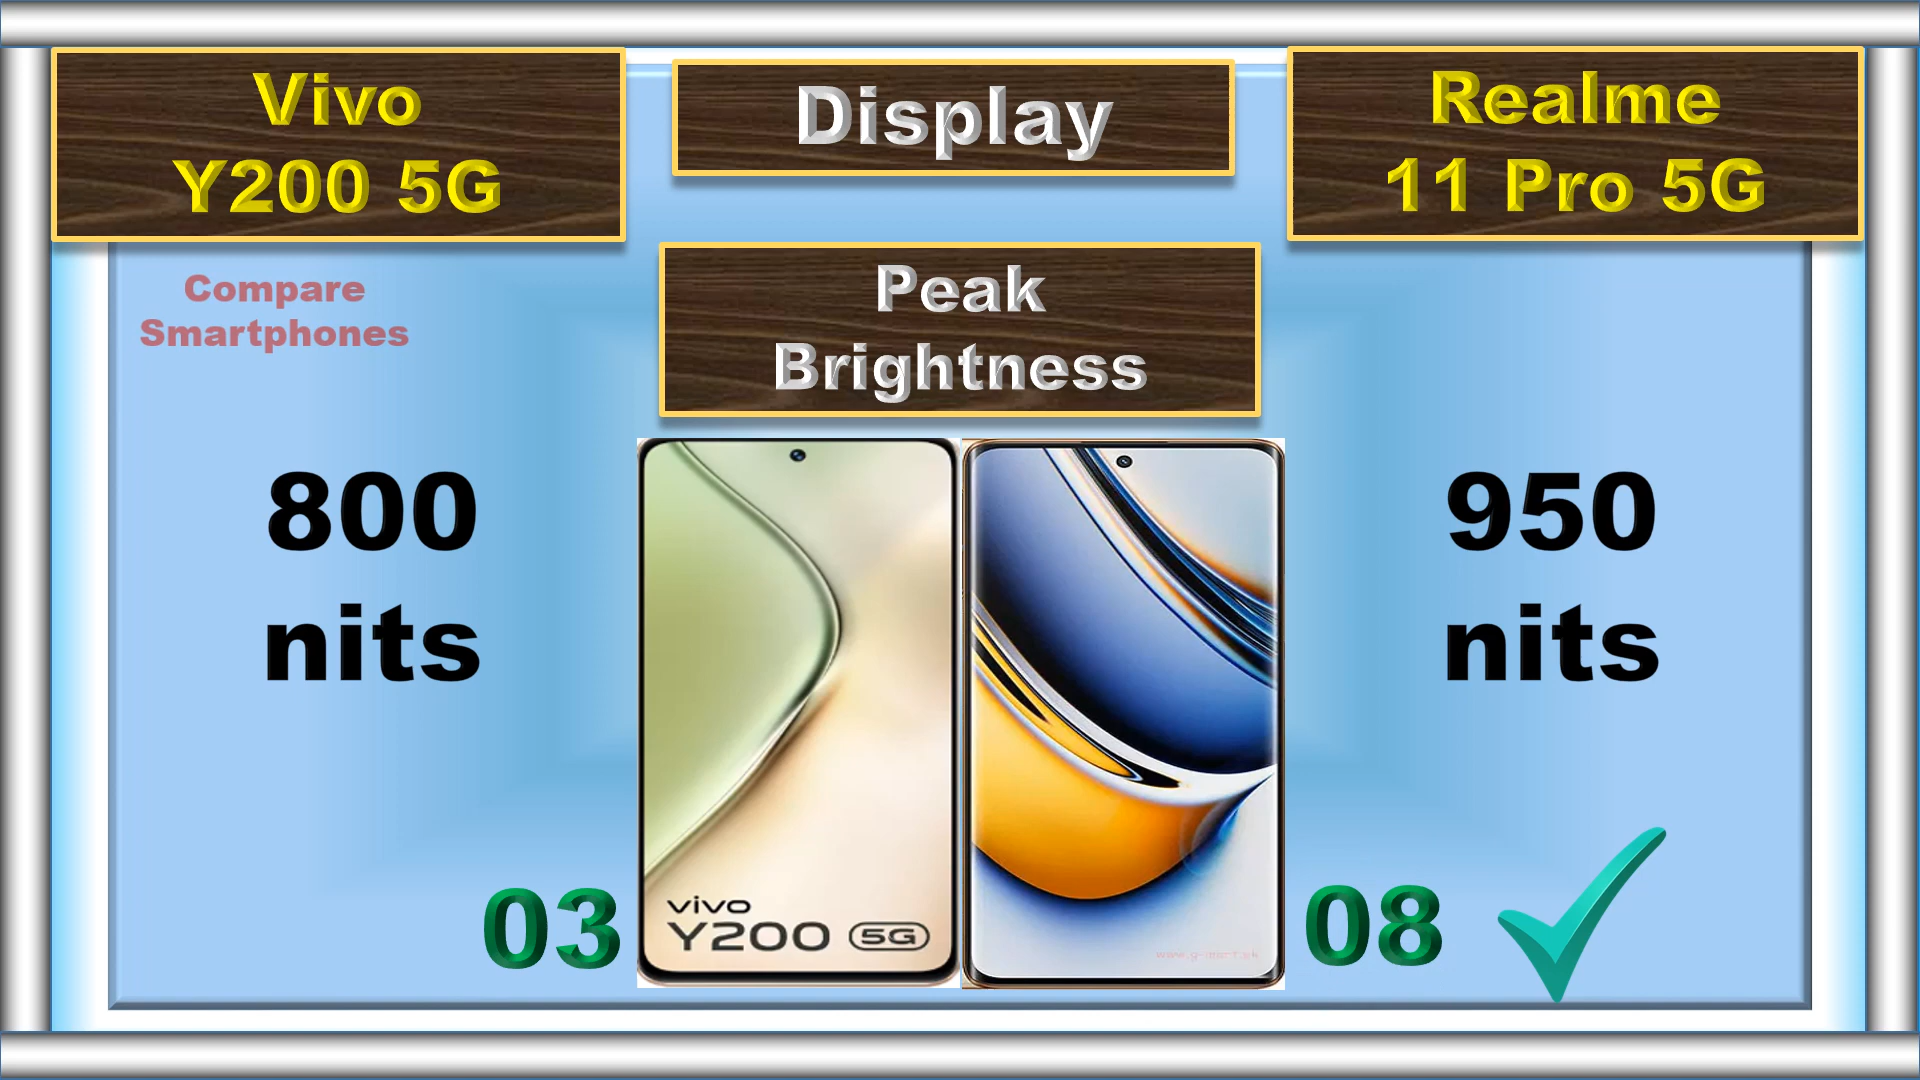 Vivo
Y200 5G
Display
Realme
11 Pro 5G
Compare
Smartphones
Peak
Brightness
800
nits
950
nits
vivo
Y200 5G
03
08